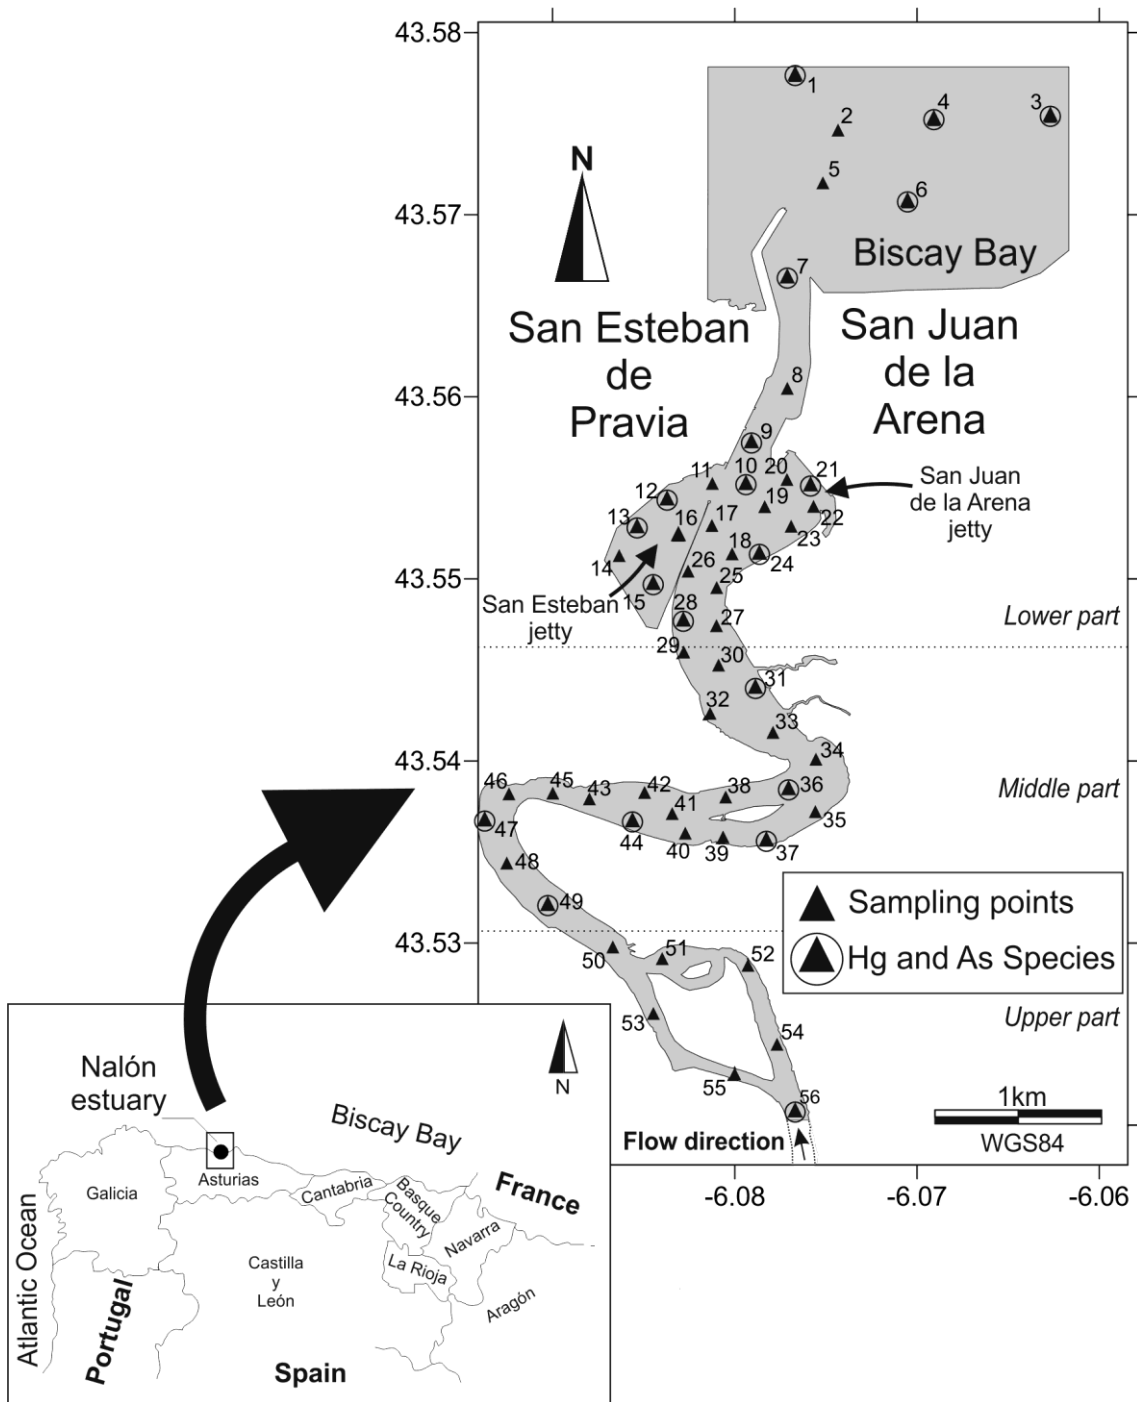 43.58
43.57
43.56
43.55
43.54
43.53
1
2
4
3
5
6
N
Biscay Bay
7
San Esteban
de
Pravia
San Juan
de la
Arena
8
9
11
10
20
21
San Juan
de la Arena
jetty
12
13
16
17
19
22
14
26
18
23
24
25
15
San Esteban
jetty
28
27
Lower part
29
30
31
32
33
34
46
45
43
42
41
38
36
Middle part
47
44
40
39
37
35
48
49
Sampling points
Hg and As Species
50
51
52
53
Upper part
54
55
56
1km
WGS84
Flow direction
-6.08
-6.07
-6.06
Nalón
estuary
N
Biscay Bay
Galicia
Asturias
Cantabria
Basque
Country
France
Navarra
La Rioja
Castilla
y
León
Aragón
Atlantic Ocean
Portugal
Spain